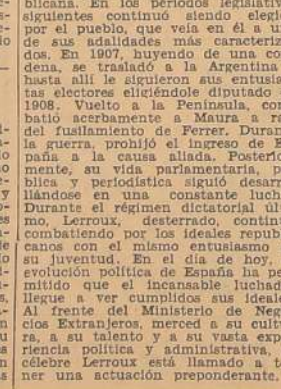 blicana. En los períodos legislativ
siguientes continuó siendo elegi
por el pueblo, que veía en él a un
de sus adalidades más caracteriz
dos. En 1907, huyendo de una co
dena, se trasladó a la Argentina
hasta allí le siguieron sus entusia
tas electores eligiéndole diputado
1908. Vuelto a la Península, com
batió acerbamente a Maura a ra
del fusilamiento de Ferrer. Duran
la guerra, prohijó el ingreso de E
paña a la causa aliada. Posterio
mente, su vida parlamentaria, p
blica y periodística siguió desarr
llándose en una constante luch
Durante el régimen dictatorial úl
mo, Lerroux, desterrado, contin
combatiendo por los ideales repub
canos con el mismo entusiasmo
su juventud. En el día de hoy,
evolución política de España ha pe
mitido que el incansable luchad
llegue a ver cumplidos sus ideale
Al frente del Ministerio de Neg
cios Extranjeros, merced a su cultu
ra, a su talento y a su vasta exp
riencia política y administrativa,
célebre Lerroux está llamado a t
ner una actuación preponderante.